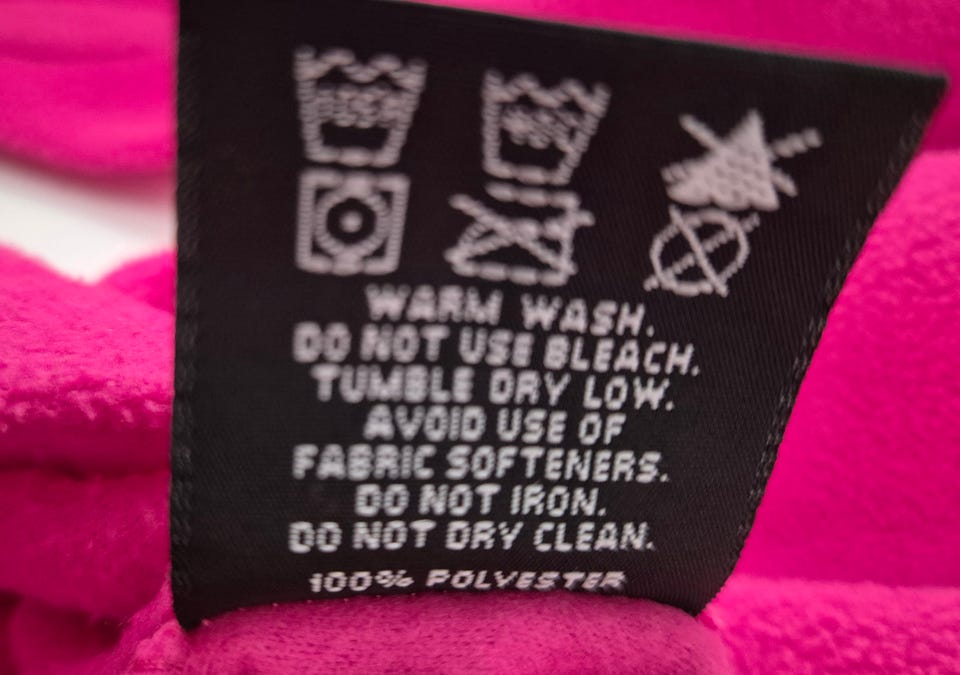 WARM WASH.
DO NOT USE BLEACH.
TUMBLE DRY LOW.
AVOID USE OF
FABRIC SOFTENERS.
DO NOT IRON.
DO NOT DRY CLEAN.
100% POLYESTER